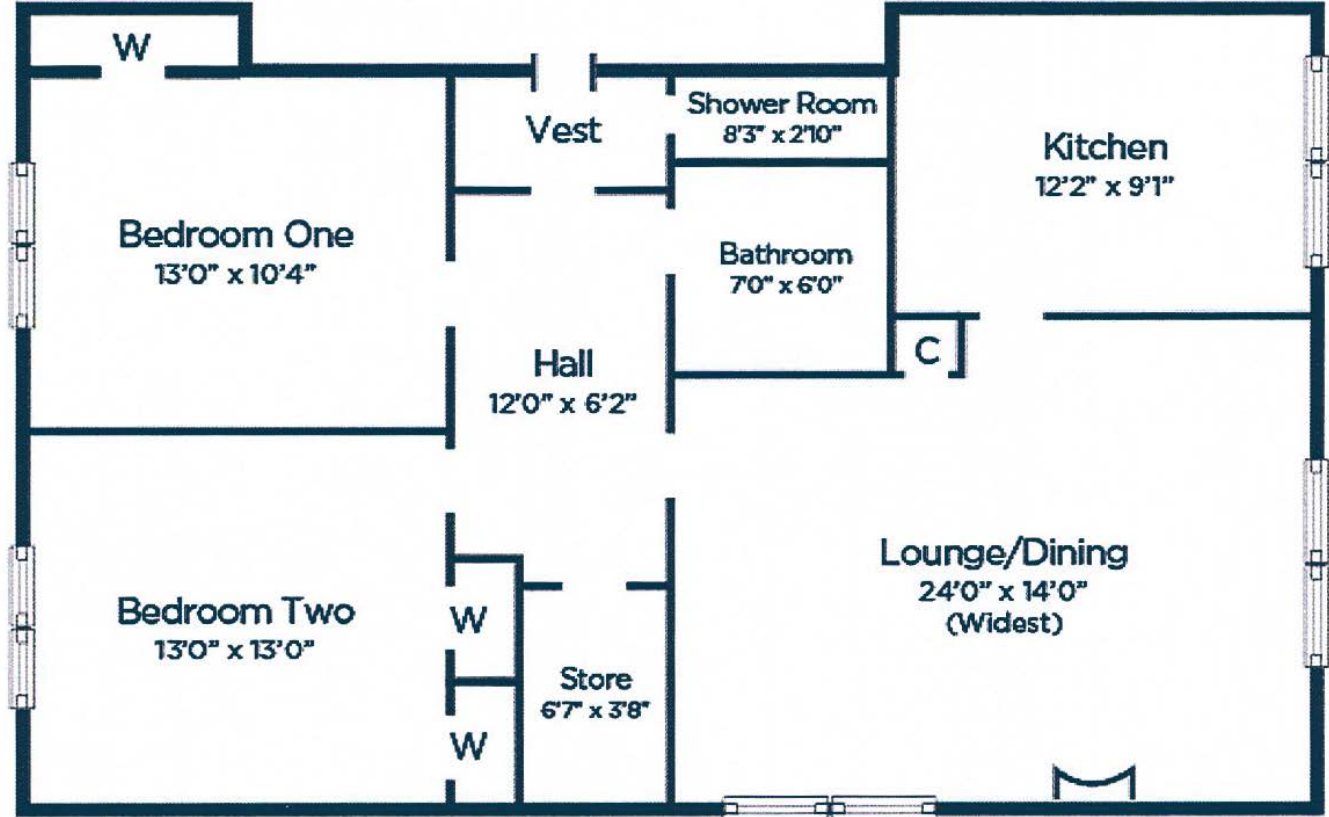 W
Vest
Shower Room
8'3" x 2'10"
Kitchen
12'2" x 9'1"
Bedroom One
13'0" x 10'4"
Bathroom
7'0" x 6'0"
Hall
12'0" x 6'2"
C
Lounge/Dining
24'0" x 14'0"
(Widest)
Bedroom Two
13'0" x 13'0"
W
Store
6'7" x 3'8"
W